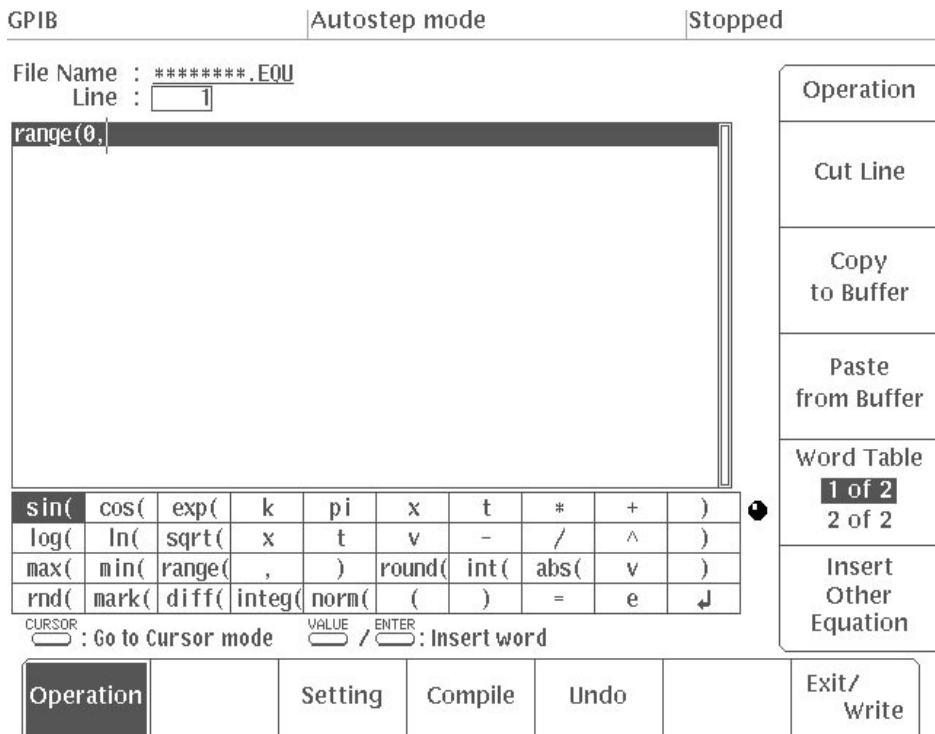 GPIB Autostep mode Stopped
File Name : ********.EQU
Line : 1
range(0,
sin( cos( exp( k pi x t * + )
log( ln( sqrt( x t v - / ^ )
max( min( range( , ) round( int( abs( v )
rnd( mark( diff( integ( norm( ( ) = e ↲
CURSOR : Go to Cursor mode VALUE / ENTER : Insert word
Operation
Cut Line
Copy
to Buffer
Paste
from Buffer
Word Table
1 of 2
2 of 2
Insert
Other
Equation
Operation Setting Compile Undo Exit/
Write